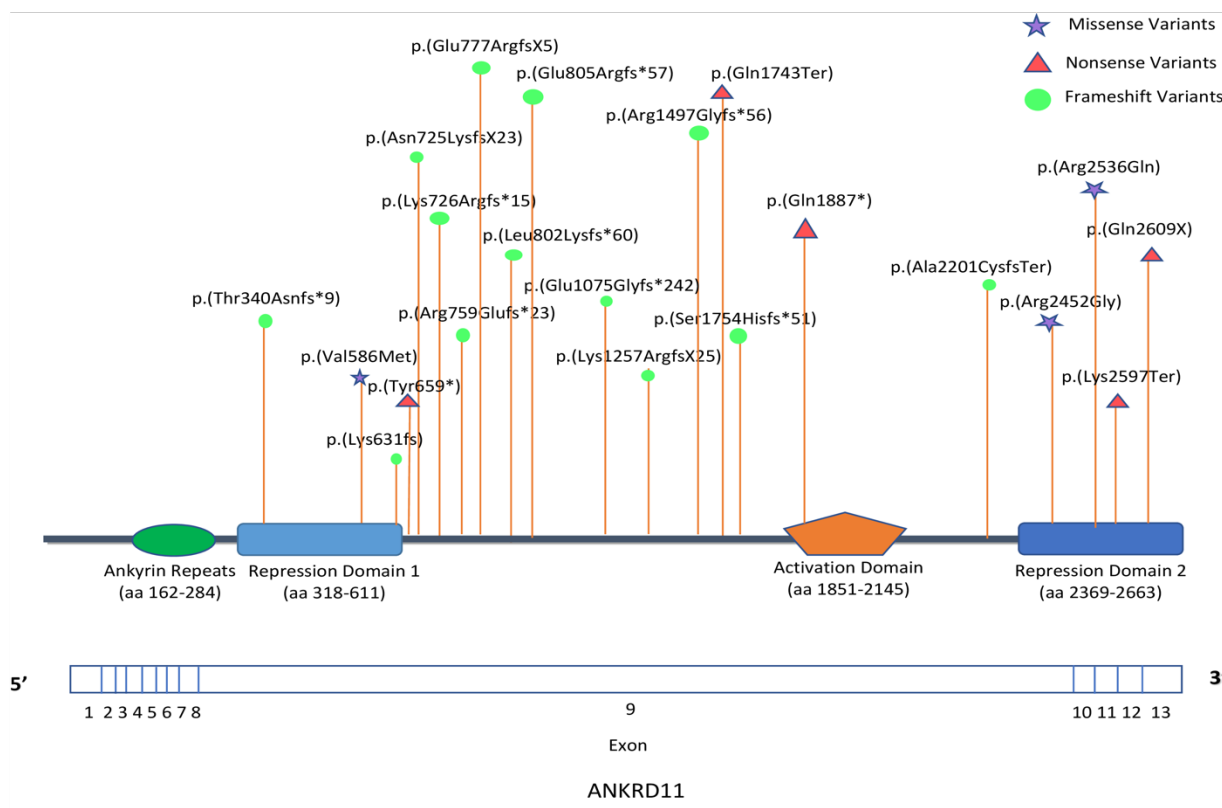 Missense Variants
p.(Glu777ArgfsX5)
Nonsense Variants
p.(Glu805Argfs*57)
p.(Gln1743Ter)
Frameshift Variants
p.(Arg1497Glyfs*56)
p.(Asn725LysfsX23)
p.(Arg2536Gln)
p.(Lys726Argfs*15)
p.(Gln1887*)
p.(Gln2609X)
p.(Leu802Lysfs*60)
p.(Ala2201CysfsTer)
p.(Glu1075Glyfs*242)
p.(Thr340Asnfs*9)
p.(Arg2452Gly)
p.(Arg759Glufs*23)
p.(Ser1754Hisfs*51)
p.(Val586Met)
p.(Lys1257ArgfsX25)
p.(Lys2597Ter)
p.(Tyr659*)
p.(Lys631fs)
Ankyrin Repeats
(aa 162-284)
Repression Domain 1
(aa 318-611)
Activation Domain
(aa 1851-2145)
Repression Domain 2
(aa 2369-2663)
5’
3
1 2 3 4 5 6 7 8 9 10 11 12 13
Exon
ANKRD11